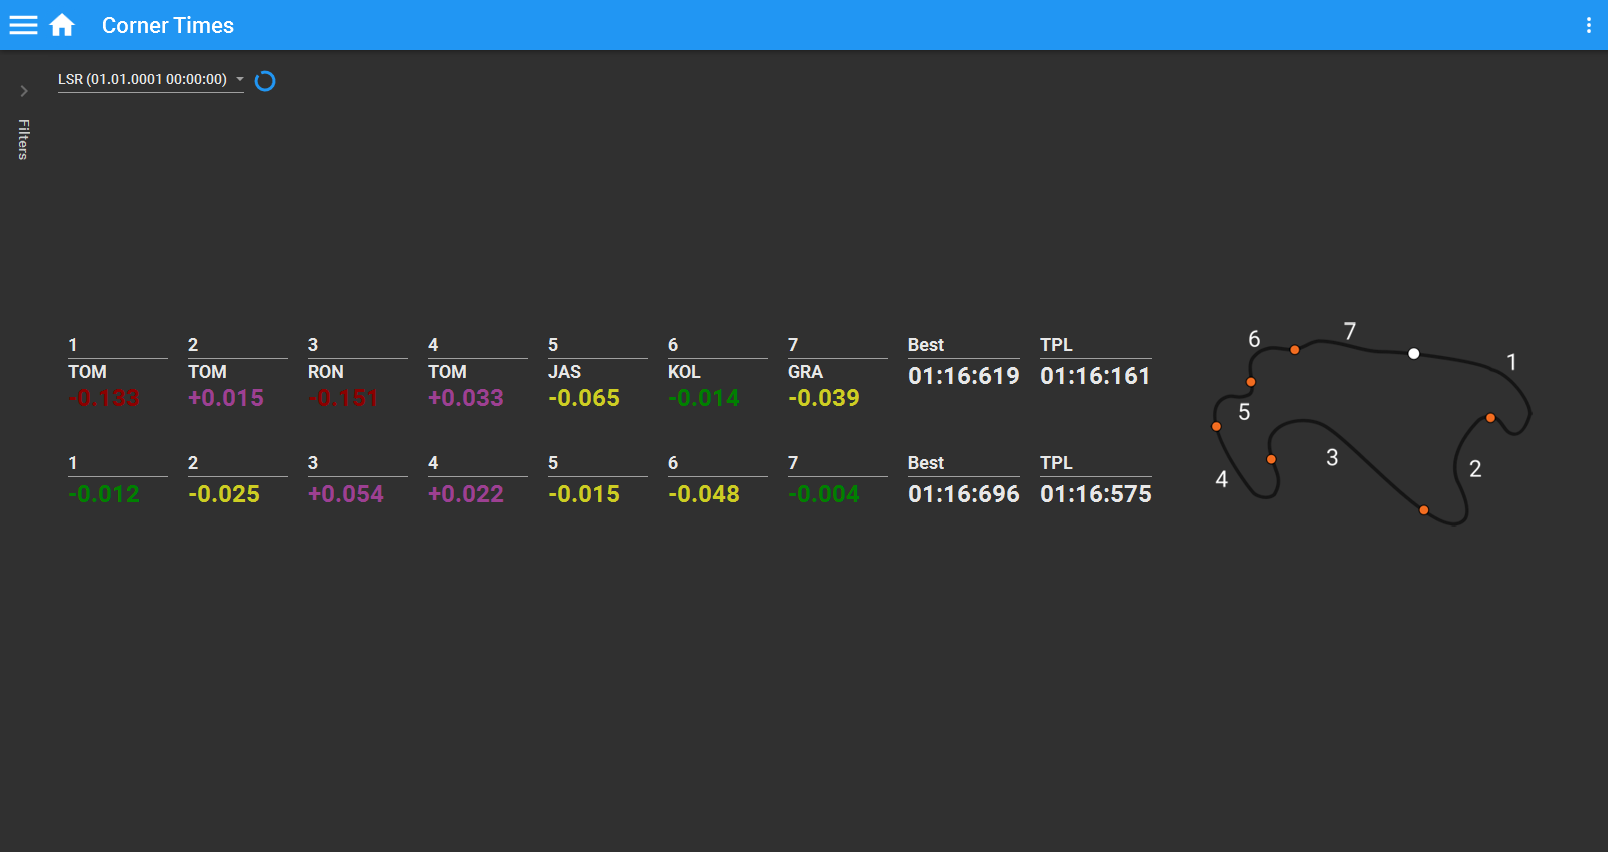 Corner Times
LSR (01.01.0001 00:00:00)
Filters
1 2 3 4 5 6 7 Best TPL
TOM TOM RON TOM JAS KOL GRA 01:16:619 01:16:161
-0.133 +0.015 -0.151 +0.033 -0.065 -0.014 -0.039
1 2 3 4 5 6 7 Best TPL
-0.012 -0.025 +0.054 +0.022 -0.015 -0.048 -0.004 01:16:696 01:16:575
7
6
1
5
3
2
4